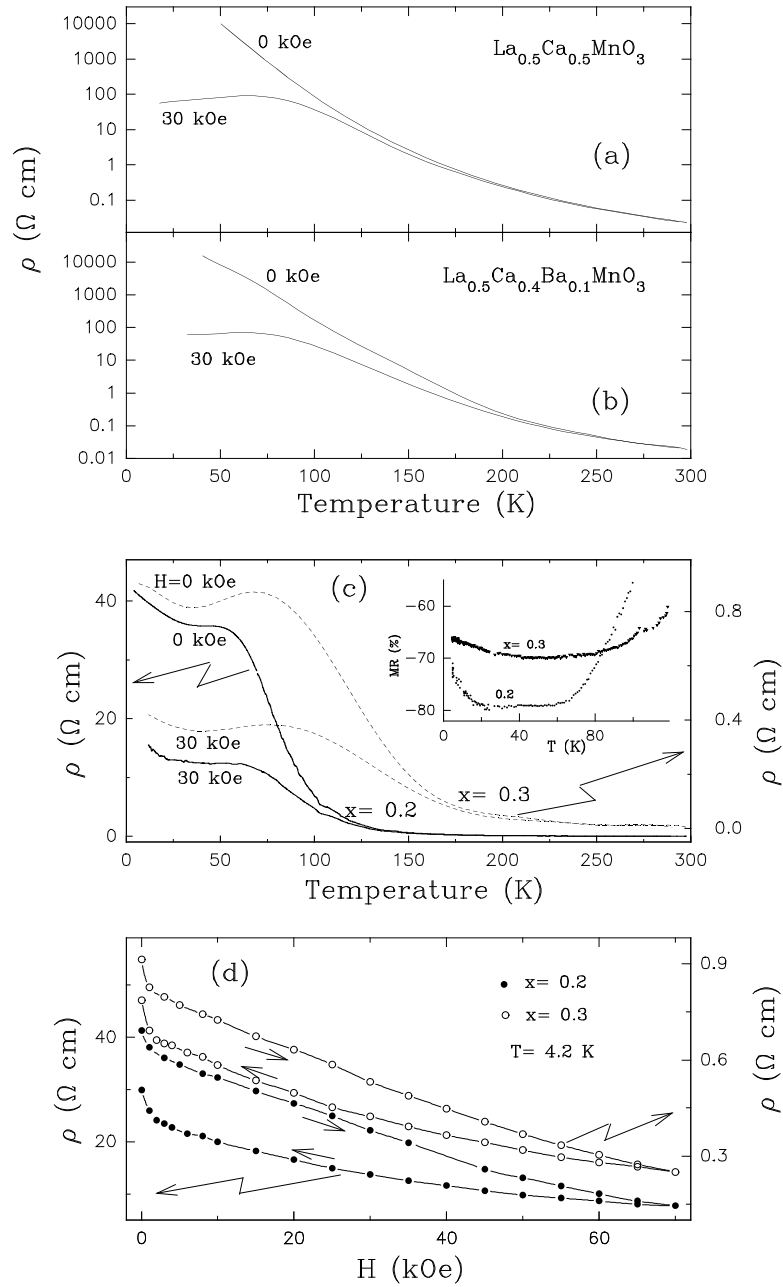 10000
1000
100
10
1
0.1
0 kOe
La0.5Ca0.5MnO3
30 kOe
(a)
ρ (Ω cm)
10000
1000
100
10
1
0.1
0.01
0 kOe
La0.5Ca0.4Ba0.1MnO3
30 kOe
(b)
0 50 100 150 200 250 300
Temperature (K)
H=0 kOe
(c)
0 kOe
30 kOe
30 kOe
x= 0.2
x= 0.3
40
20
0
ρ (Ω cm)
-60
-70
-80
MR (%)
x= 0.3
0.2
0 40 80
T (K)
0.8
0.4
0.0
ρ (Ω cm)
0 50 100 150 200 250 300
Temperature (K)
(d)
x= 0.2
x= 0.3
T= 4.2 K
40
20
ρ (Ω cm)
0.9
0.6
0.3
ρ (Ω cm)
0 20 40 60
H (kOe)